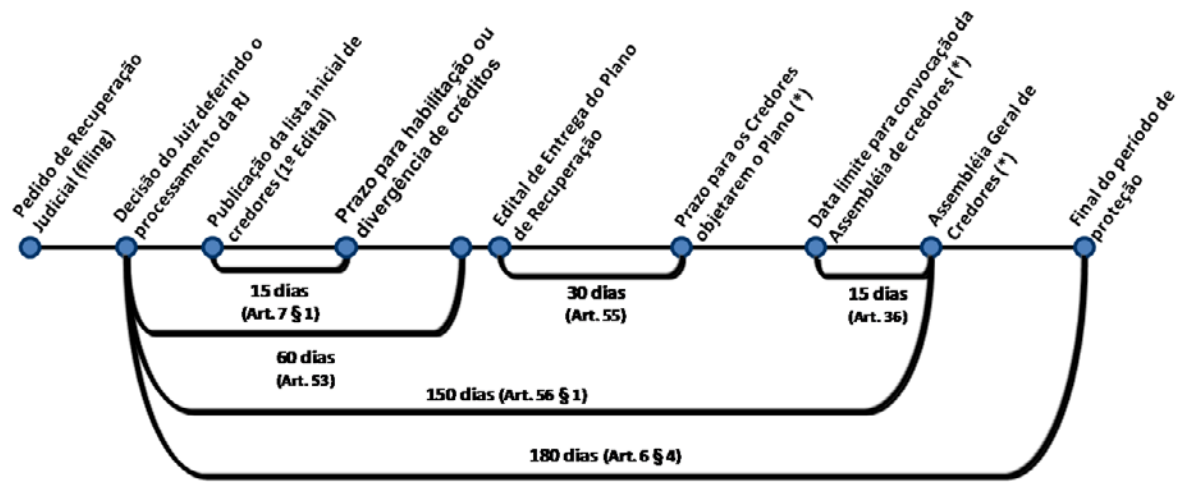 Pedido de Recuperação
Judicial (filing)
Decisão do Juiz deferindo o
processamento da RJ
Publicação da lista inicial de
credores (1º Edital)
Prazo para habilitação ou
divergência de créditos
Edital de Entrega do Plano
de Recuperação
Prazo para os Credores
objetarem o Plano (*)
Data limite para convocação da
Assembléia de credores (*)
Assembléia Geral de
Credores (*)
Final do período de
proteção
15 dias
(Art. 7 § 1)
30 dias
(Art. 55)
15 dias
(Art. 36)
60 dias
(Art. 53)
150 dias (Art. 56 § 1)
180 dias (Art. 6 § 4)